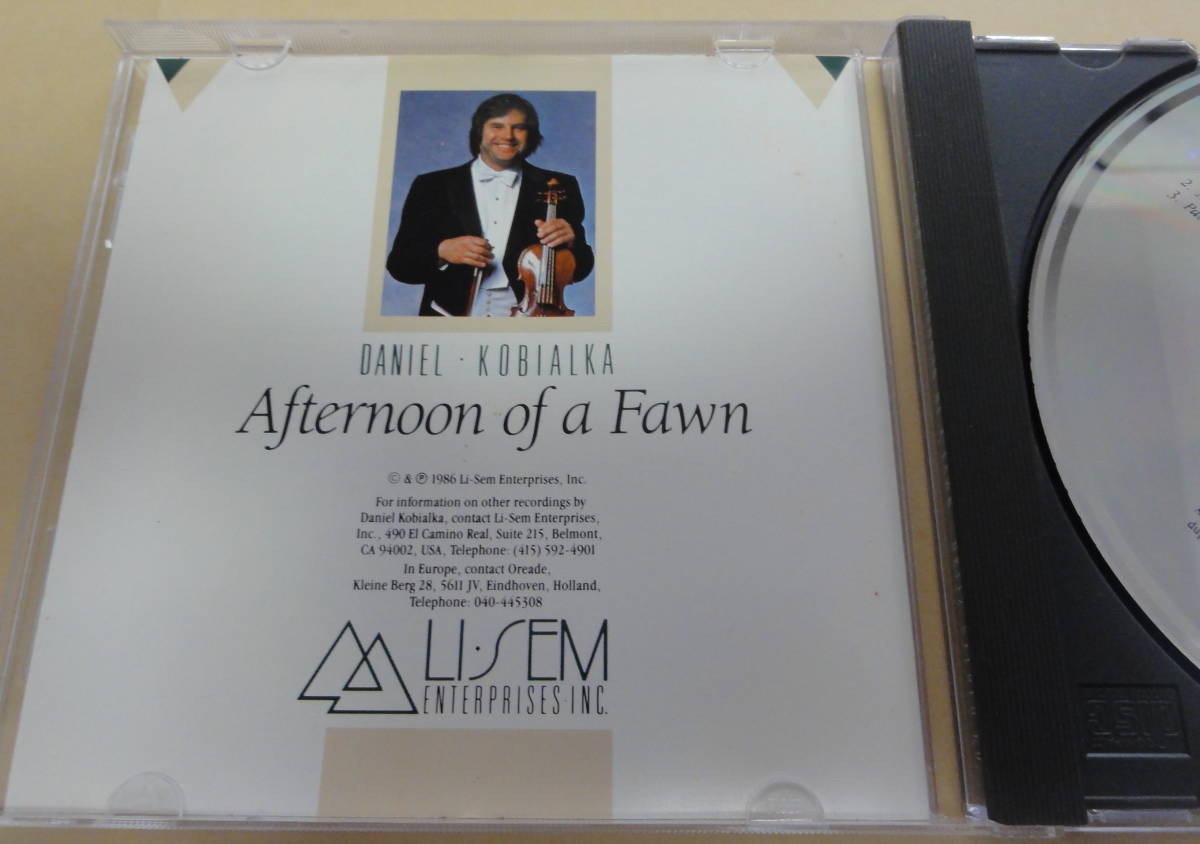 DANIEL · KOBIALKA
Afternoon of a Fawn
© & ℗ 1986 Li-Sem Enterprises, Inc.
For information on other recordings by
Daniel Kobialka, contact Li-Sem Enterprises,
Inc., 490 El Camino Real, Suite 215, Belmont,
CA 94002, USA, Telephone: (415) 592-4901
In Europe, contact Oreade,
Kleine Berg 28, 5611 JV, Eindhoven, Holland,
Telephone: 040-445308
LI·SEM
ENTERPRISES·INC.
2.
3.